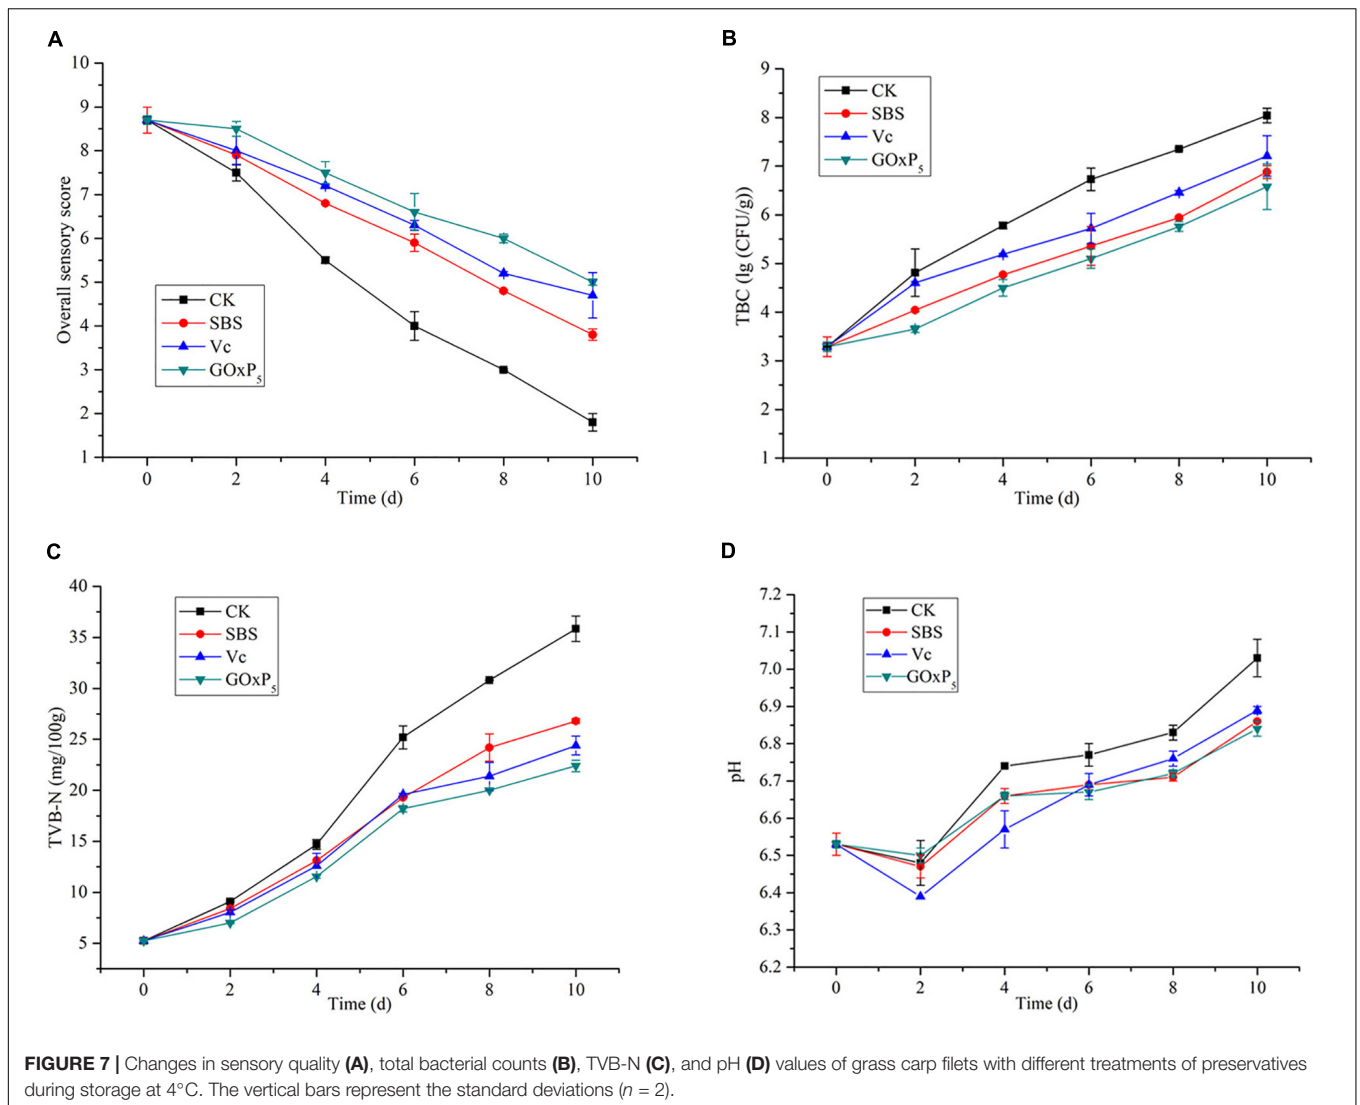 A
10
9
8
7
6
5
4
3
2
1
Overall sensory score
CK
SBS
Vc
GOxP5
0 2 4 6 8 10
Time (d)
B
9
8
7
6
5
4
3
2
1
TBC (lg (CFU/g))
CK
SBS
Vc
GOxP5
0 2 4 6 8 10
Time (d)
C
40
35
30
25
20
15
10
5
TVB-N (mg/100g)
CK
SBS
Vc
GOxP5
0 2 4 6 8 10
Time (d)
D
7.2
7.1
7.0
6.9
6.8
6.7
6.6
6.5
6.4
6.3
6.2
pH
CK
SBS
Vc
GOxP5
0 2 4 6 8 10
Time (d)
FIGURE 7 | Changes in sensory quality (A), total bacterial counts (B), TVB-N (C), and pH (D) values of grass carp filets with different treatments of preservatives
during storage at 4°C. The vertical bars represent the standard deviations (n = 2).